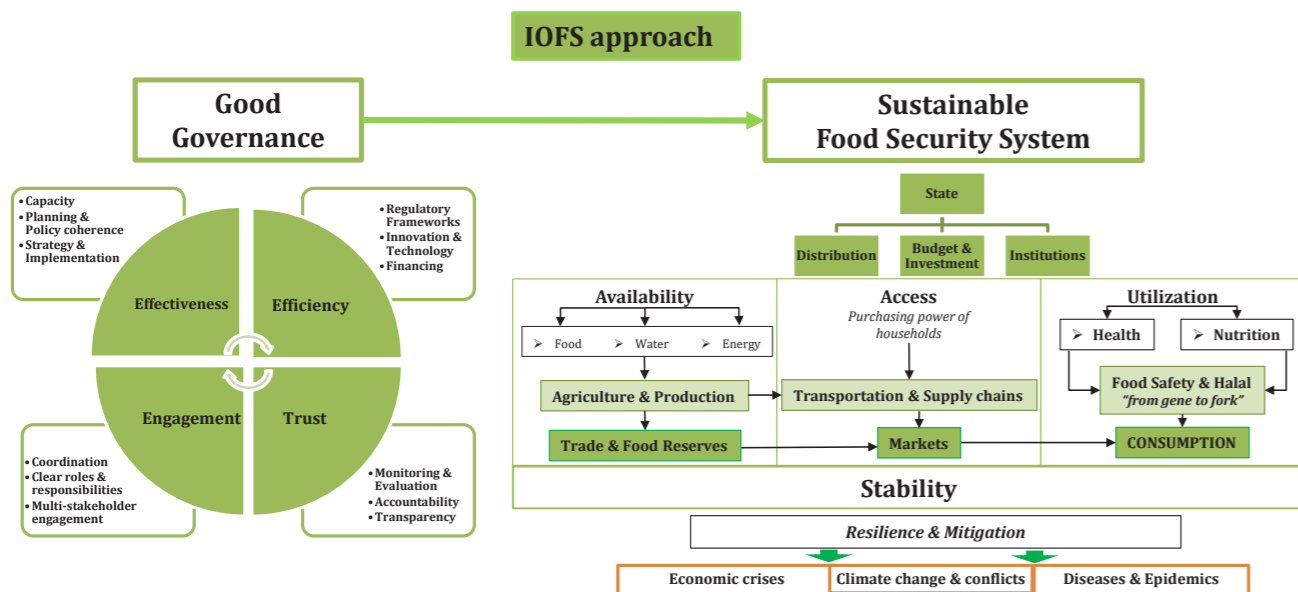 IOFS approach
Good
Governance
Sustainable
Food Security System
• Capacity
• Planning &
Policy coherence
• Strategy &
Implementation
• Regulatory
Frameworks
• Innovation &
Technology
• Financing
Effectiveness
Efficiency
Engagement
Trust
• Coordination
• Clear roles &
responsibilities
• Multi-stakeholder
engagement
• Monitoring &
Evaluation
• Accountability
• Transparency
State
Distribution
Budget &
Investment
Institutions
Availability
➢ Food
➢ Water
➢ Energy
Agriculture & Production
Trade & Food Reserves
Access
Purchasing power of
households
Transportation & Supply chains
Markets
Utilization
➢ Health
➢ Nutrition
Food Safety & Halal
"from gene to fork"
CONSUMPTION
Stability
Resilience & Mitigation
Economic crises
Climate change & conflicts
Diseases & Epidemics